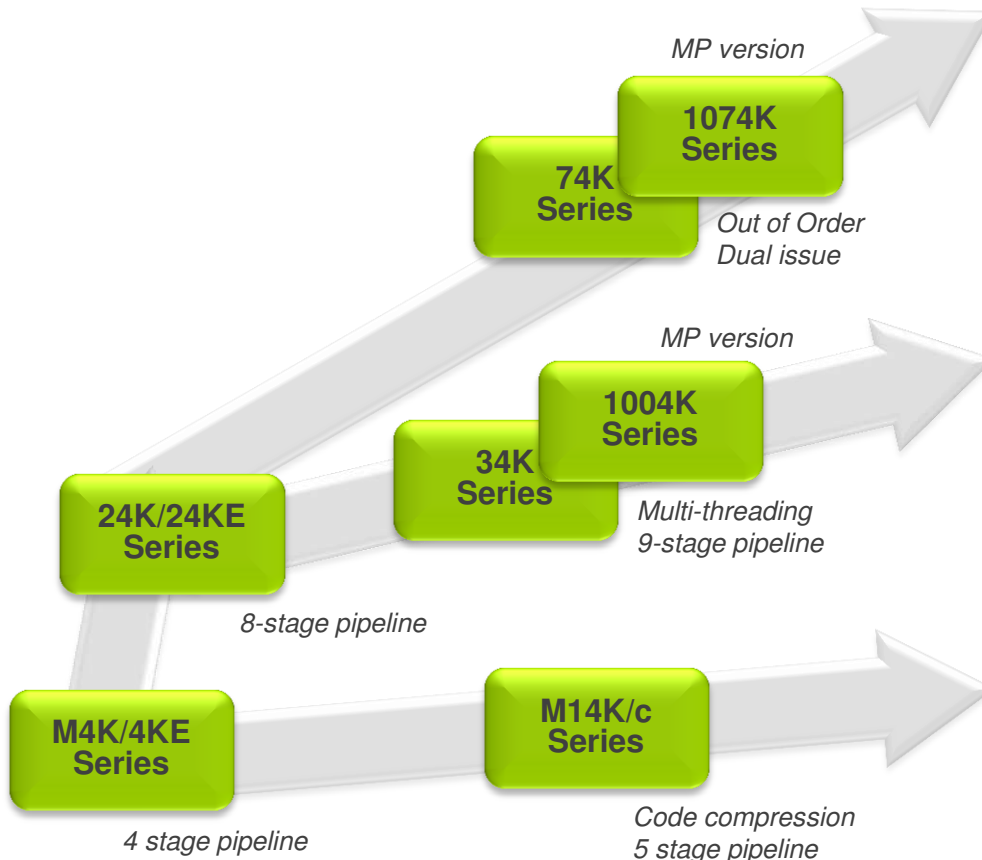 MP version
1074K
Series
74K
Series
Out of Order
Dual issue
MP version
1004K
Series
34K
Series
Multi-threading
9-stage pipeline
24K/24KE
Series
8-stage pipeline
M4K/4KE
Series
4 stage pipeline
M14K/c
Series
Code compression
5 stage pipeline